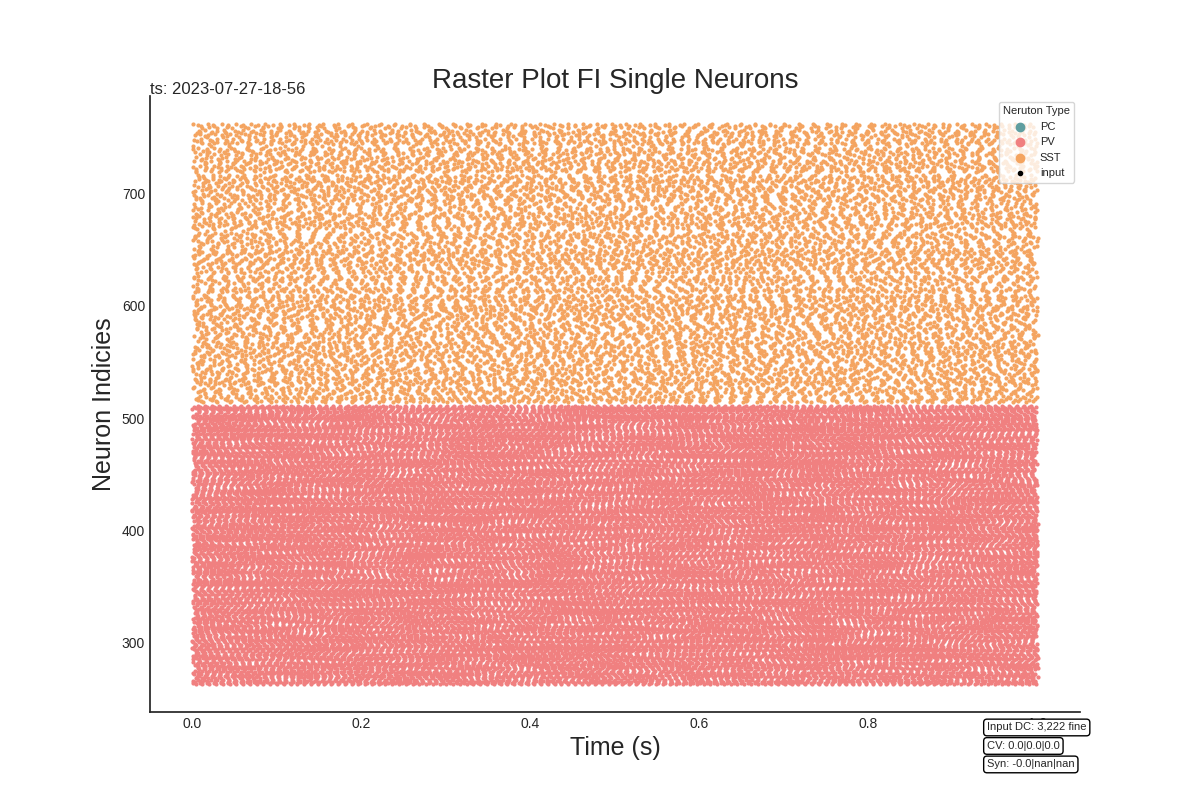 Raster Plot FI Single Neurons
ts: 2023-07-27-18-56
Neruton Type
PC
PV
SST
input
Neuron Indicies
700
600
500
400
300
0.0 0.2 0.4 0.6 0.8
Time (s)
Input DC: 3,222 fine
CV: 0.0|0.0|0.0
Syn: -0.0|nan|nan